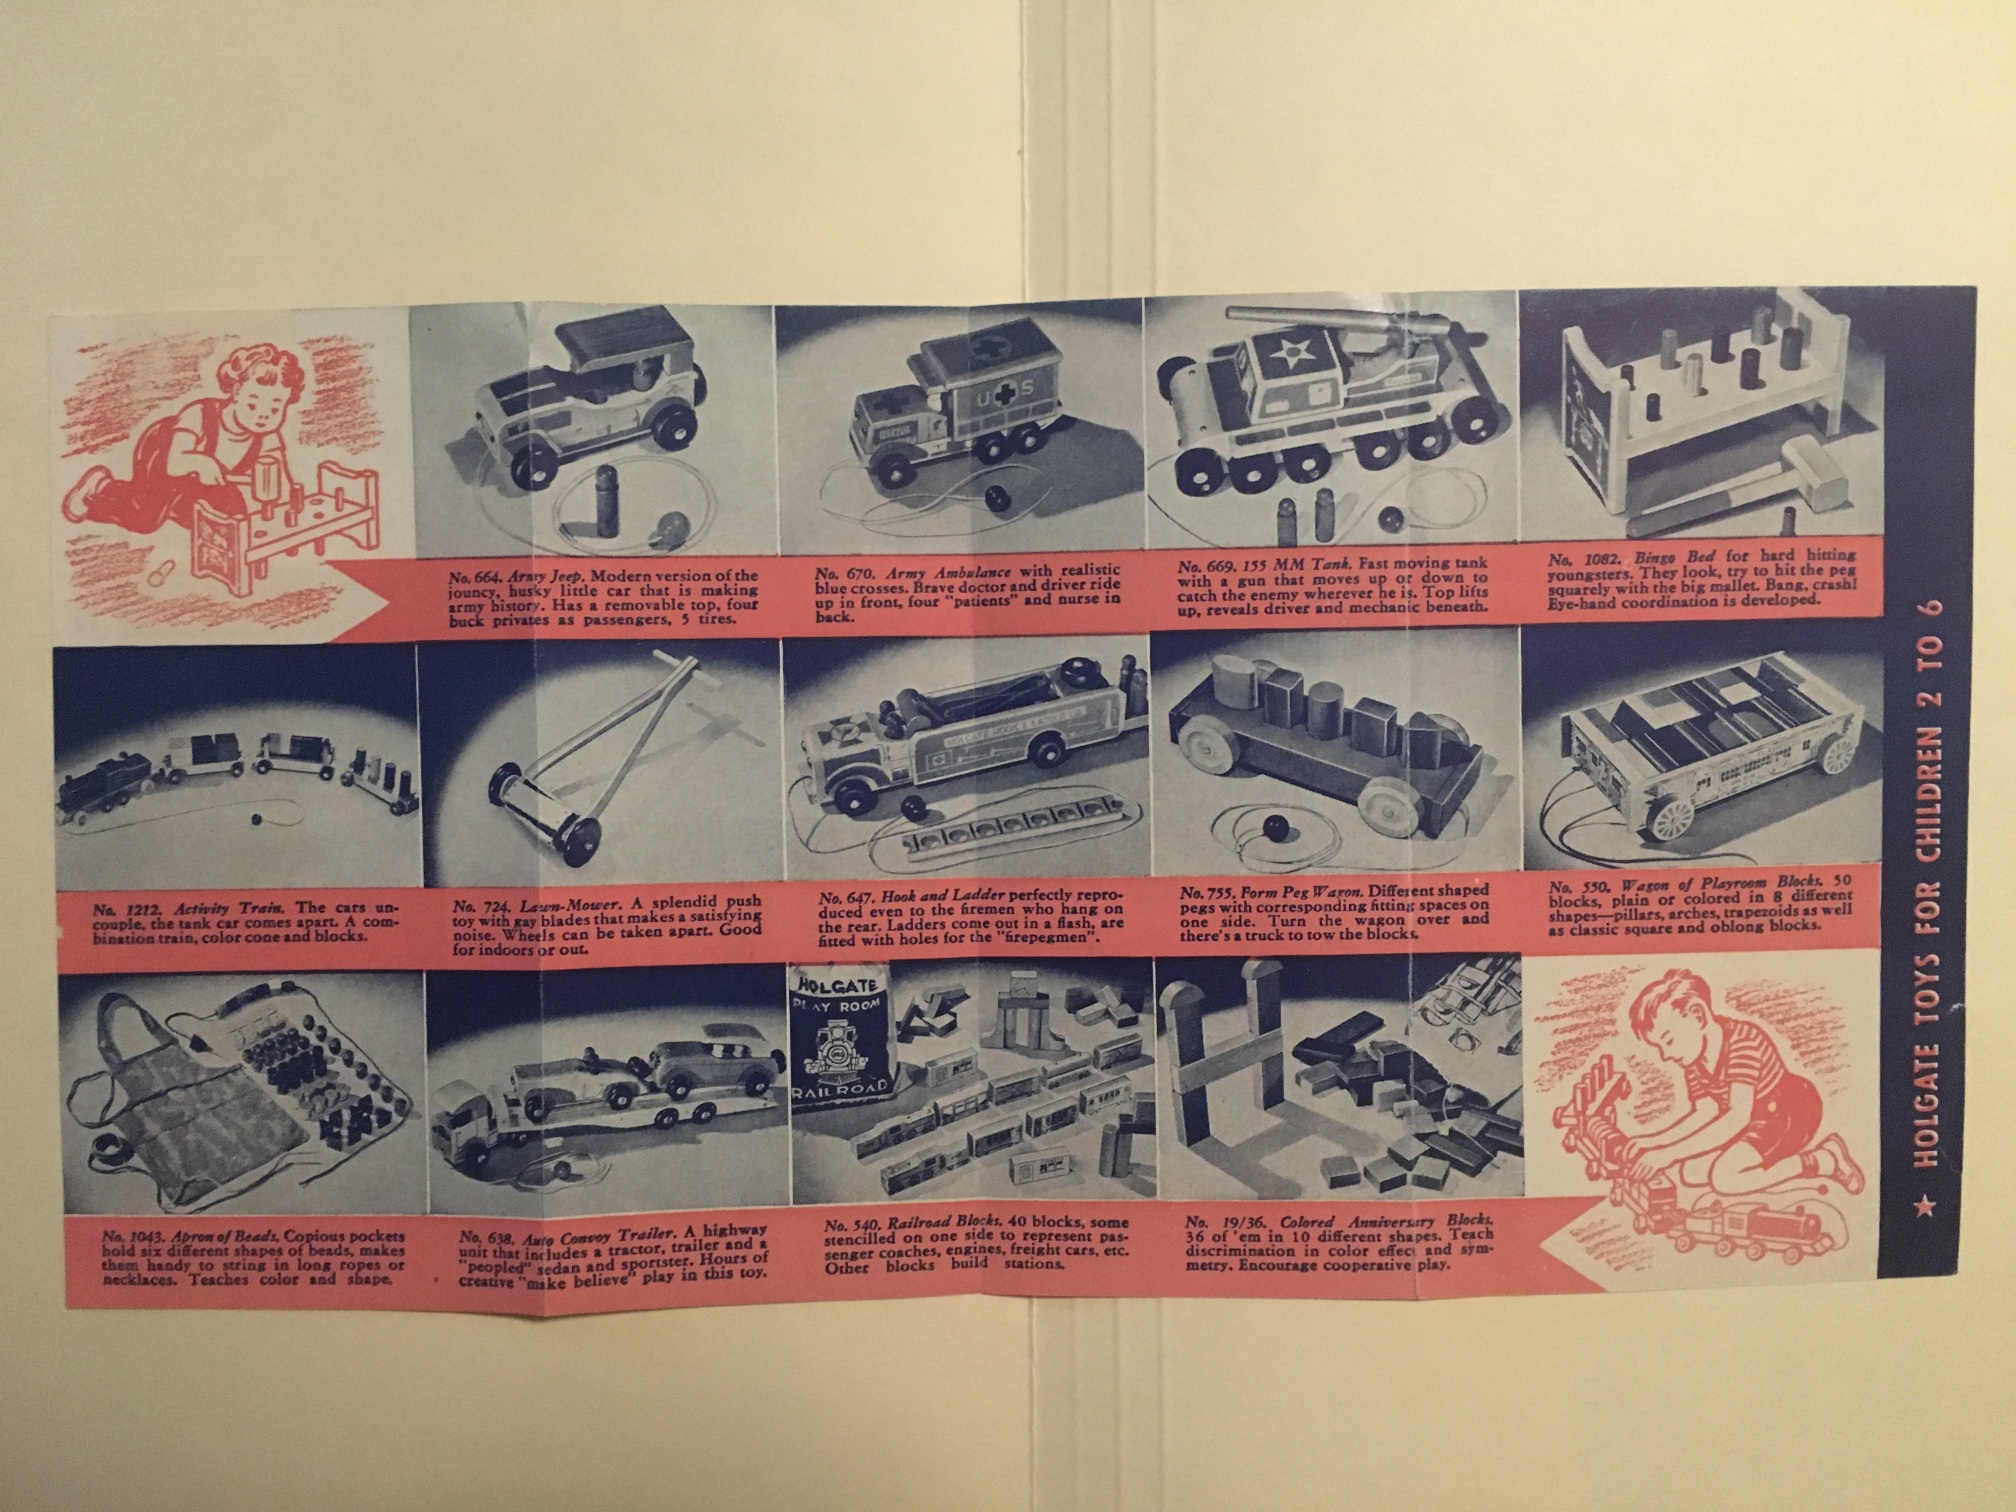 U S
No. 664. Army Jeep. Modern version of the
jouncy, husky little car that is making
army history. Has a removable top, four
buck privates as passengers, 5 tires.
No. 670. Army Ambulance with realistic
blue crosses. Brave doctor and driver ride
up in front, four "patients" and nurse in
back.
No. 669. 155 MM Tank. Fast moving tank
with a gun that moves up or down to
catch the enemy wherever he is. Top lifts
up, reveals driver and mechanic beneath.
No. 1082. Bingo Bed for hard hitting
youngsters. They look, try to hit the peg
squarely with the big mallet. Bang, crash!
Eye-hand coordination is developed.
HOLGATE HOOK & LADDER CO.
No. 1212. Activity Train. The cars un-
couple, the tank car comes apart. A com-
bination train, color cone and blocks.
No. 724. Lawn-Mower. A splendid push
toy with gay blades that makes a satisfying
noise. Wheels can be taken apart. Good
for indoors or out.
No. 647. Hook and Ladder perfectly repro-
duced even to the firemen who hang on
the rear. Ladders come out in a flash, are
fitted with holes for the "firepegmen".
No. 755. Form Peg Wagon. Different shaped
pegs with corresponding fitting spaces on
one side. Turn the wagon over and
there's a truck to tow the blocks.
No. 550. Wagon of Playroom Blocks. 50
blocks, plain or colored in 8 different
shapes—pillars, arches, trapezoids as well
as classic square and oblong blocks.
HOLGATE
PLAY ROOM
RAILROAD
No. 1043. Apron of Beads. Copious pockets
hold six different shapes of beads, makes
them handy to string in long ropes or
necklaces. Teaches color and shape.
No. 638. Auto Convoy Trailer. A highway
unit that includes a tractor, trailer and a
"peopled" sedan and sportster. Hours of
creative "make believe" play in this toy.
No. 540. Railroad Blocks. 40 blocks, some
stencilled on one side to represent pas-
senger coaches, engines, freight cars, etc.
Other blocks build stations.
No. 19/36. Colored Anniversary Blocks.
36 of 'em in 10 different shapes. Teach
discrimination in color effect and sym-
metry. Encourage cooperative play.
★ HOLGATE TOYS FOR CHILDREN 2 TO 6